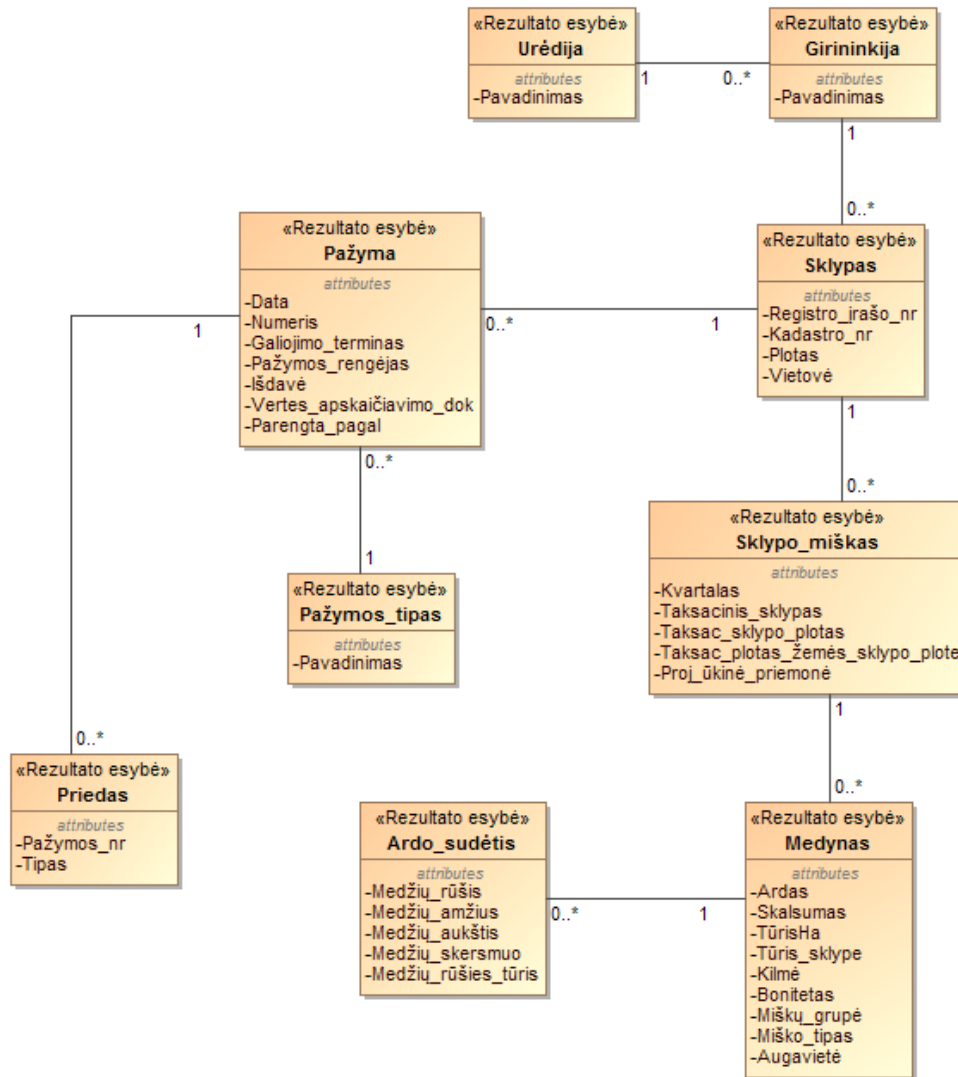 «Rezultato esybė»
Urėdija
attributes
-Pavadinimas
1
0..*
«Rezultato esybė»
Girininkija
attributes
-Pavadinimas
1
0..*
«Rezultato esybė»
Pažyma
attributes
-Data
-Numeris
-Galiojimo_terminas
-Pažymos_rengėjas
-Išdavė
-Vertes_apskaičiavimo_dok
-Parengta_pagal
1
0..*
1
«Rezultato esybė»
Sklypas
attributes
-Registro_įrašo_nr
-Kadastro_nr
-Plotas
-Vietovė
1
0..*
0..*
1
«Rezultato esybė»
Pažymos_tipas
attributes
-Pavadinimas
«Rezultato esybė»
Sklypo_miškas
attributes
-Kvartalas
-Taksacinis_sklypas
-Taksac_sklypo_plotas
-Taksac_plotas_žemės_sklypo_plote
-Proj_ūkinė_priemonė
1
0..*
0..*
«Rezultato esybė»
Priedas
attributes
-Pažymos_nr
-Tipas
«Rezultato esybė»
Ardo_sudėtis
attributes
-Medžių_rūšis
-Medžių_amžius
-Medžių_aukštis
-Medžių_skersmuo
-Medžių_rūšies_tūris
0..*
1
«Rezultato esybė»
Medynas
attributes
-Ardas
-Skalsumas
-TūrisHa
-Tūris_sklype
-Kilmė
-Bonitetas
-Miškų_grupė
-Miško_tipas
-Augavietė